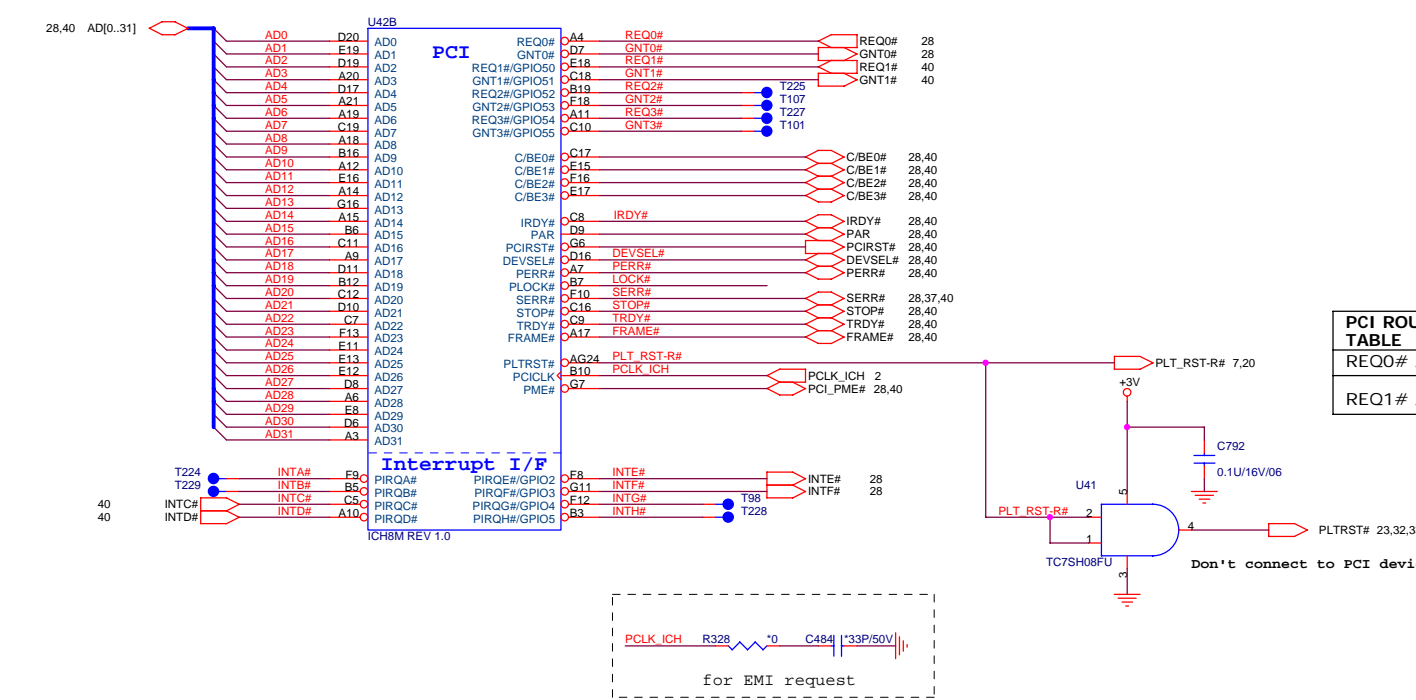 28,40 AD[0..31]
U42B
PCI
AD0 D20 AD0 REQ0# A4 REQ0# REQ0# 28
AD1 E19 AD1 GNT0# D7 GNT0# GNT0# 28
AD2 D19 AD2 REQ1#/GPIO50 E18 REQ1# REQ1# 40
AD3 A20 AD3 GNT1#/GPIO51 C18 GNT1# GNT1# 40
AD4 D17 AD4 REQ2#/GPIO52 B19 REQ2# T225
AD5 A21 AD5 GNT2#/GPIO53 F18 GNT2# T107
AD6 A19 AD6 REQ3#/GPIO54 A11 REQ3# T227
AD7 C19 AD7 GNT3#/GPIO55 C10 GNT3# T101
AD8 A18 AD8
AD9 B16 AD9 C/BE0# C17 C/BE0# 28,40
AD10 A12 AD10 C/BE1# E15 C/BE1# 28,40
AD11 E16 AD11 C/BE2# F16 C/BE2# 28,40
AD12 A14 AD12 C/BE3# E17 C/BE3# 28,40
AD13 G16 AD13
AD14 A15 AD14 IRDY# C8 IRDY# IRDY# 28,40
AD15 B6 AD15 PAR D9 PAR 28,40
AD16 C11 AD16 PCIRST# G6 PCIRST# 28,40
AD17 A9 AD17 DEVSEL# D16 DEVSEL# DEVSEL# 28,40
AD18 D11 AD18 PERR# A7 PERR# PERR# 28,40
AD19 B12 AD19 PLOCK# B7 LOCK#
AD20 C12 AD20 SERR# F10 SERR# SERR# 28,37,40
AD21 D10 AD21 STOP# C16 STOP# STOP# 28,40
AD22 C7 AD22 TRDY# C9 TRDY# TRDY# 28,40
AD23 F13 AD23 FRAME# A17 FRAME# FRAME# 28,40
AD24 E11 AD24
AD25 E13 AD25 PLTRST# AG24 PLT_RST-R# PLT_RST-R# 7,20
AD26 E12 AD26 PCICLK B10 PCLK_ICH PCLK_ICH 2
AD27 D8 AD27 PME# G7 PCI_PME# 28,40
AD28 A6 AD28
AD29 E8 AD29
AD30 D6 AD30
AD31 A3 AD31
Interrupt I/F
T224 INTA# F9 PIRQA# PIRQE#/GPIO2 F8 INTE# INTE# 28
T229 INTB# B5 PIRQB# PIRQF#/GPIO3 G11 INTF# INTF# 28
40 INTC# INTC# C5 PIRQC# PIRQG#/GPIO4 F12 INTG# T98
40 INTD# INTD# A10 PIRQD# PIRQH#/GPIO5 B3 INTH# T228
ICH8M REV 1.0
PCI ROU
TABLE
REQ0#
REQ1#
+3V
C792
0.1U/16V/06
U41
5
PLT_RST-R# 2
1
4
PLTRST# 23,32,3
TC7SH08FU
3
Don't connect to PCI devi
PCLK_ICH R328 *0 C484 *33P/50V
for EMI request